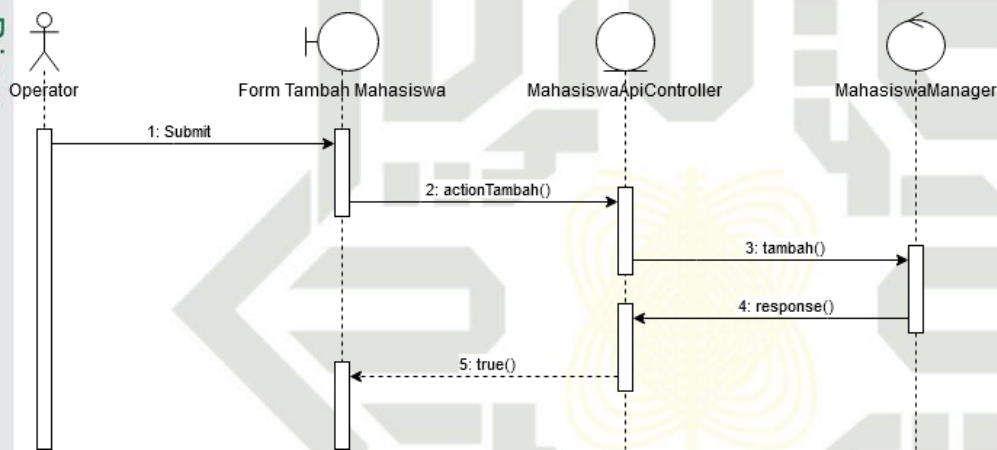 Operator
Form Tambah Mahasiswa
MahasiswaApiController
MahasiswaManager
1: Submit
2: actionTambah()
3: tambah()
4: response()
5: true()